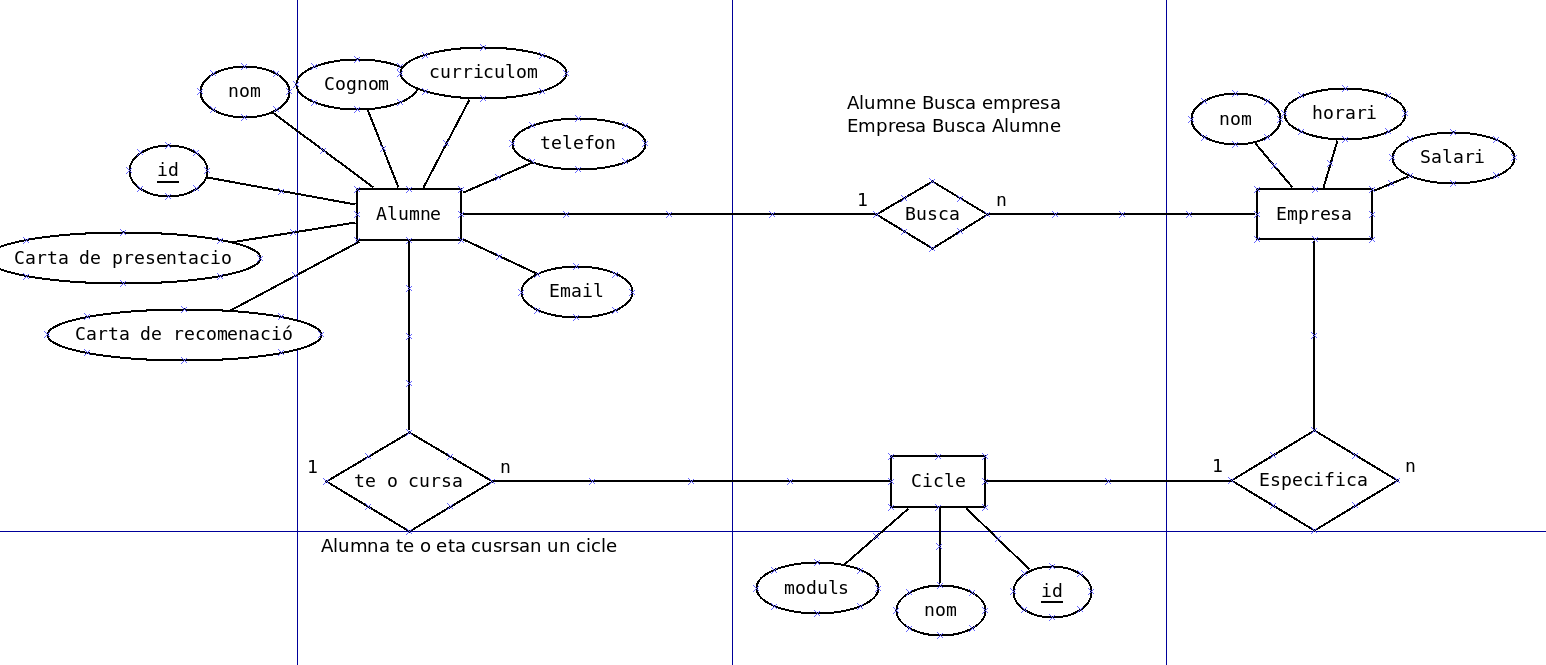 nom
Cognom
curriculom
telefon
id
Alumne
Carta de presentacio
Carta de recomenació
Email
Alumne Busca empresa
Empresa Busca Alumne
1
Busca
n
nom
horari
Salari
Empresa
1
te o cursa
n
Alumna te o eta cusrsan un cicle
Cicle
moduls
nom
id
1
Especifica
n